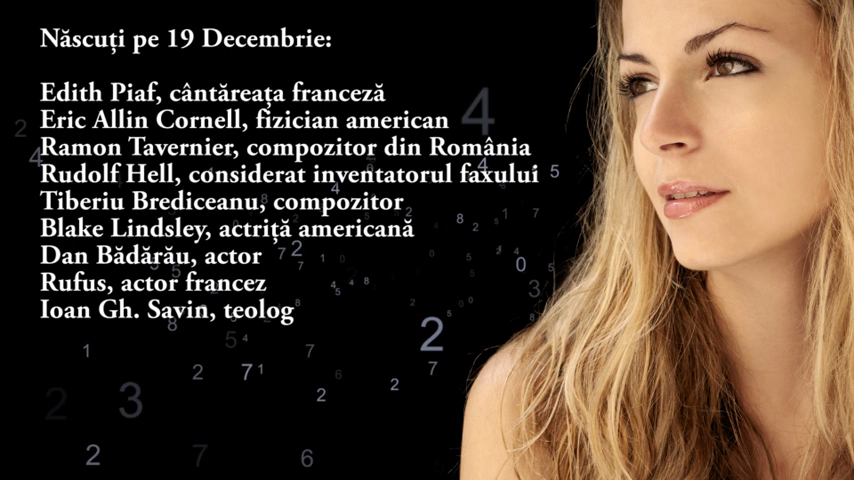 Născuți pe 19 Decembrie:
Edith Piaf, cântăreața franceză
Eric Allin Cornell, fizician american
Ramon Tavernier, compozitor din România
Rudolf Hell, considerat inventatorul faxului
Tiberiu Brediceanu, compozitor
Blake Lindsley, actriță americană
Dan Bădărău, actor
Rufus, actor francez
Ioan Gh. Savin, teolog